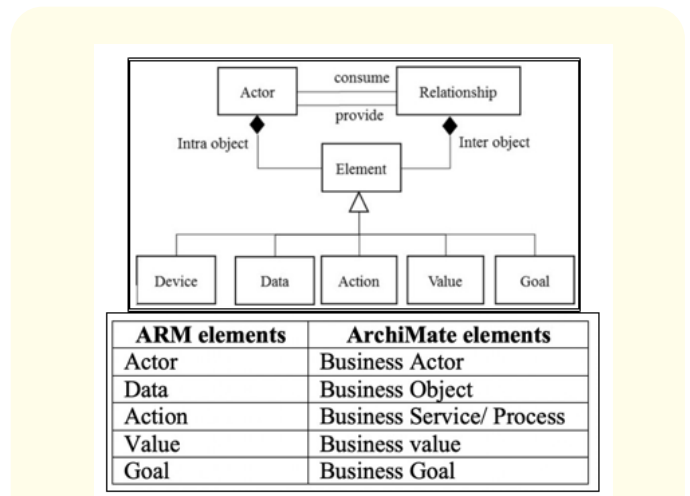 consume
Actor
Relationship
provide
Intra object
Inter object
Element
Device
Data
Action
Value
Goal
ARM elements ArchiMate elements
Actor Business Actor
Data Business Object
Action Business Service/ Process
Value Business value
Goal Business Goal